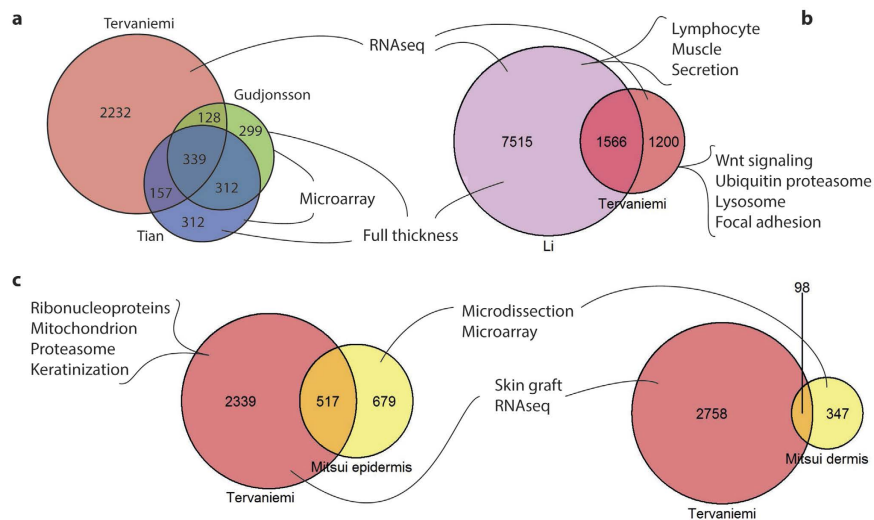 a
Tervaniemi
RNAseq
2232
Gudjonsson
128
299
339
157
312
312
Tian
Microarray
Full thickness
b
Lymphocyte
Muscle
Secretion
7515
1566
1200
Tervaniemi
Li
Wnt signaling
Ubiquitin proteasome
Lysosome
Focal adhesion
c
Ribonucleoproteins
Mitochondrion
Proteasome
Keratinization
2339
517
679
Mitsui epidermis
Tervaniemi
Microdissection
Microarray
Skin graft
RNAseq
98
2758
347
Mitsui dermis
Tervaniemi